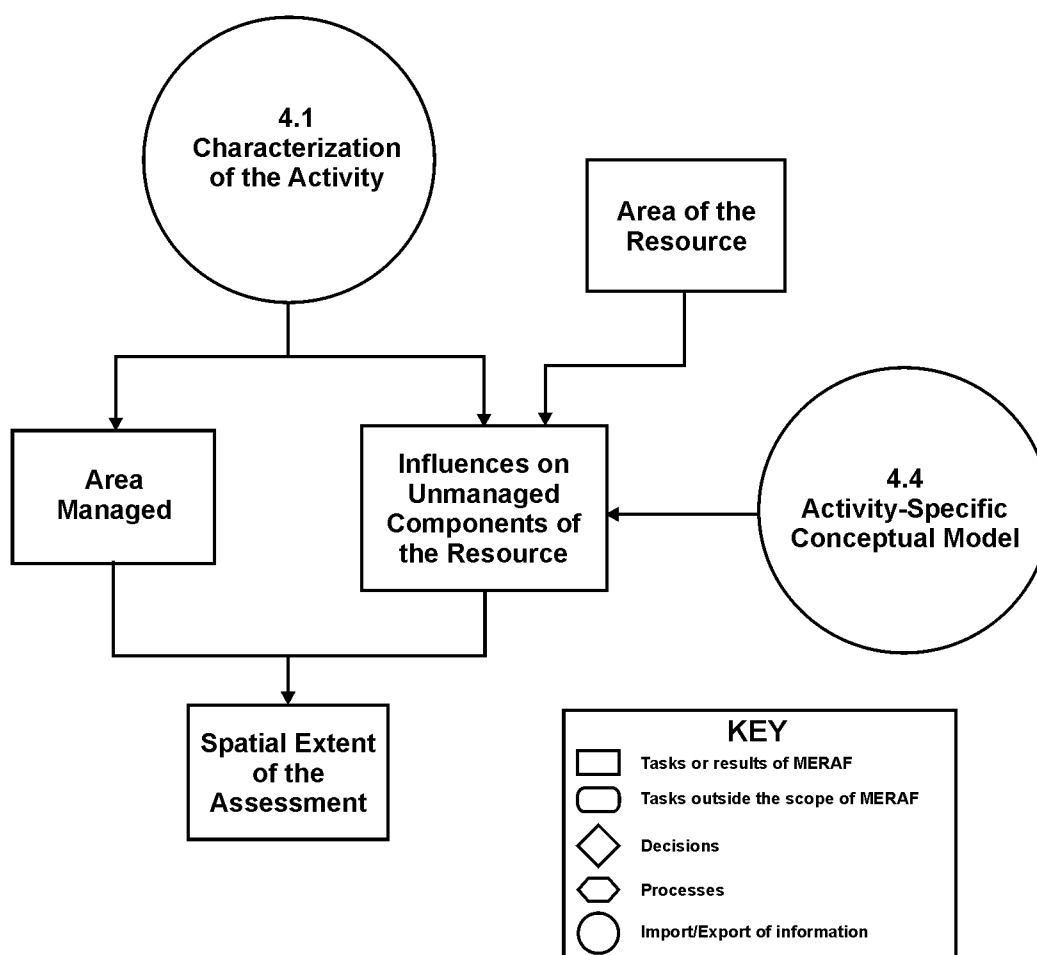 4.1
Characterization
of the Activity
Area of the
Resource
Area
Managed
Influences on
Unmanaged
Components of
the Resource
4.4
Activity-Specific
Conceptual Model
Spatial Extent
of the
Assessment
KEY
Tasks or results of MERAF
Tasks outside the scope of MERAF
Decisions
Processes
Import/Export of information